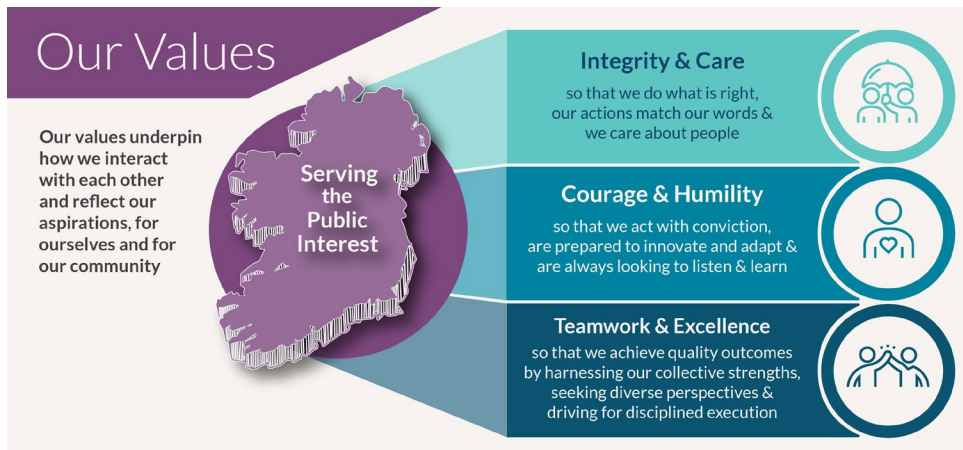 Our Values
Our values underpin
how we interact
with each other
and reflect our
aspirations, for
ourselves and for
our community
Serving
the
Public
Interest
Integrity & Care
so that we do what is right,
our actions match our words &
we care about people
Courage & Humility
so that we act with conviction,
are prepared to innovate and adapt &
are always looking to listen & learn
Teamwork & Excellence
so that we achieve quality outcomes
by harnessing our collective strengths,
seeking diverse perspectives &
driving for disciplined execution